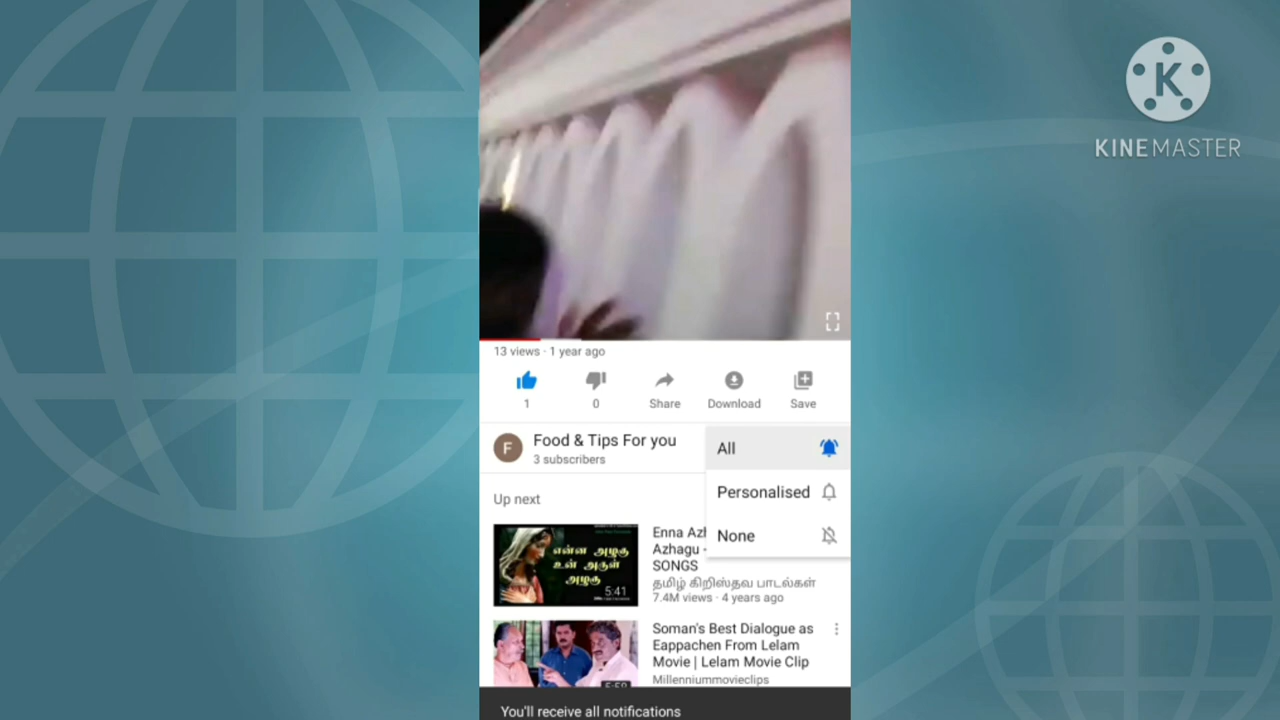 K
KINEMASTER
13 views · 1 year ago
1
0
Share
Download
Save
F
Food & Tips For you
3 subscribers
All
Personalised
None
Up next
என்ன அழகு
உன் அருள்
அழகு
5:41
Enna Azh
Azhagu -
SONGS
தமிழ் கிறிஸ்தவ பாடல்கள்
7.4M views · 4 years ago
Soman's Best Dialogue as
Eappachen From Lelam
Movie | Lelam Movie Clip
Millenniummovieclips
You'll receive all notifications